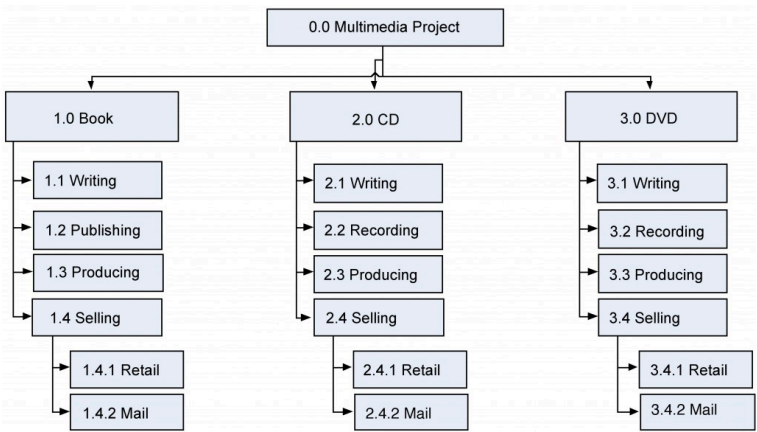 0.0 Multimedia Project
1.0 Book
2.0 CD
3.0 DVD
1.1 Writing
2.1 Writing
3.1 Writing
1.2 Publishing
2.2 Recording
3.2 Recording
1.3 Producing
2.3 Producing
3.3 Producing
1.4 Selling
2.4 Selling
3.4 Selling
1.4.1 Retail
2.4.1 Retail
3.4.1 Retail
1.4.2 Mail
2.4.2 Mail
3.4.2 Mail